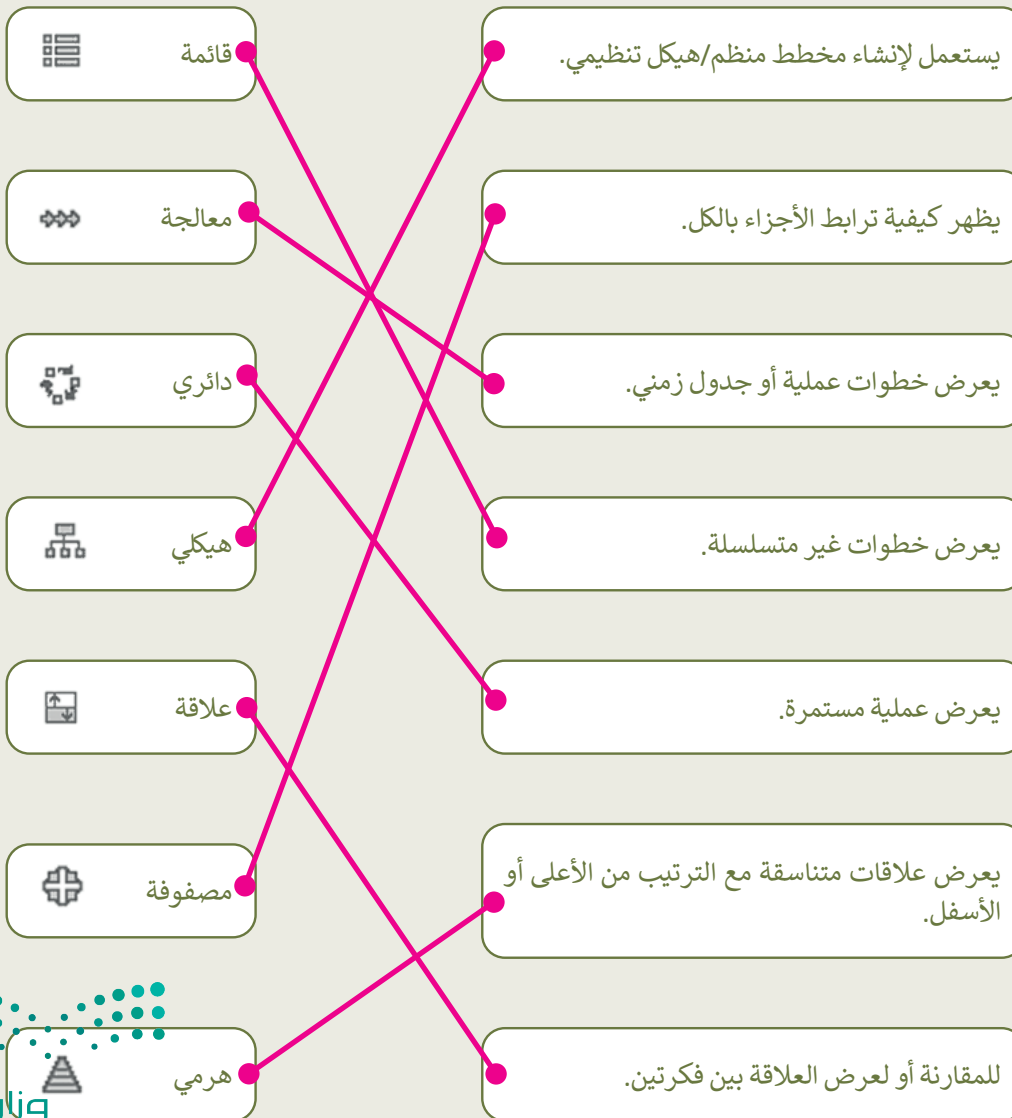 يستعمل لإنشاء مخطط منظم/هيكل تنظيمي.
قائمة
يظهر كيفية ترابط الأجزاء بالكل.
معالجة
يعرض خطوات عملية أو جدول زمني.
دائري
يعرض خطوات غير متسلسلة.
هيكلي
يعرض عملية مستمرة.
علاقة
يعرض علاقات متناسقة مع الترتيب من الأعلى أو
الأسفل.
مصفوفة
للمقارنة أو لعرض العلاقة بين فكرتين.
هرمي